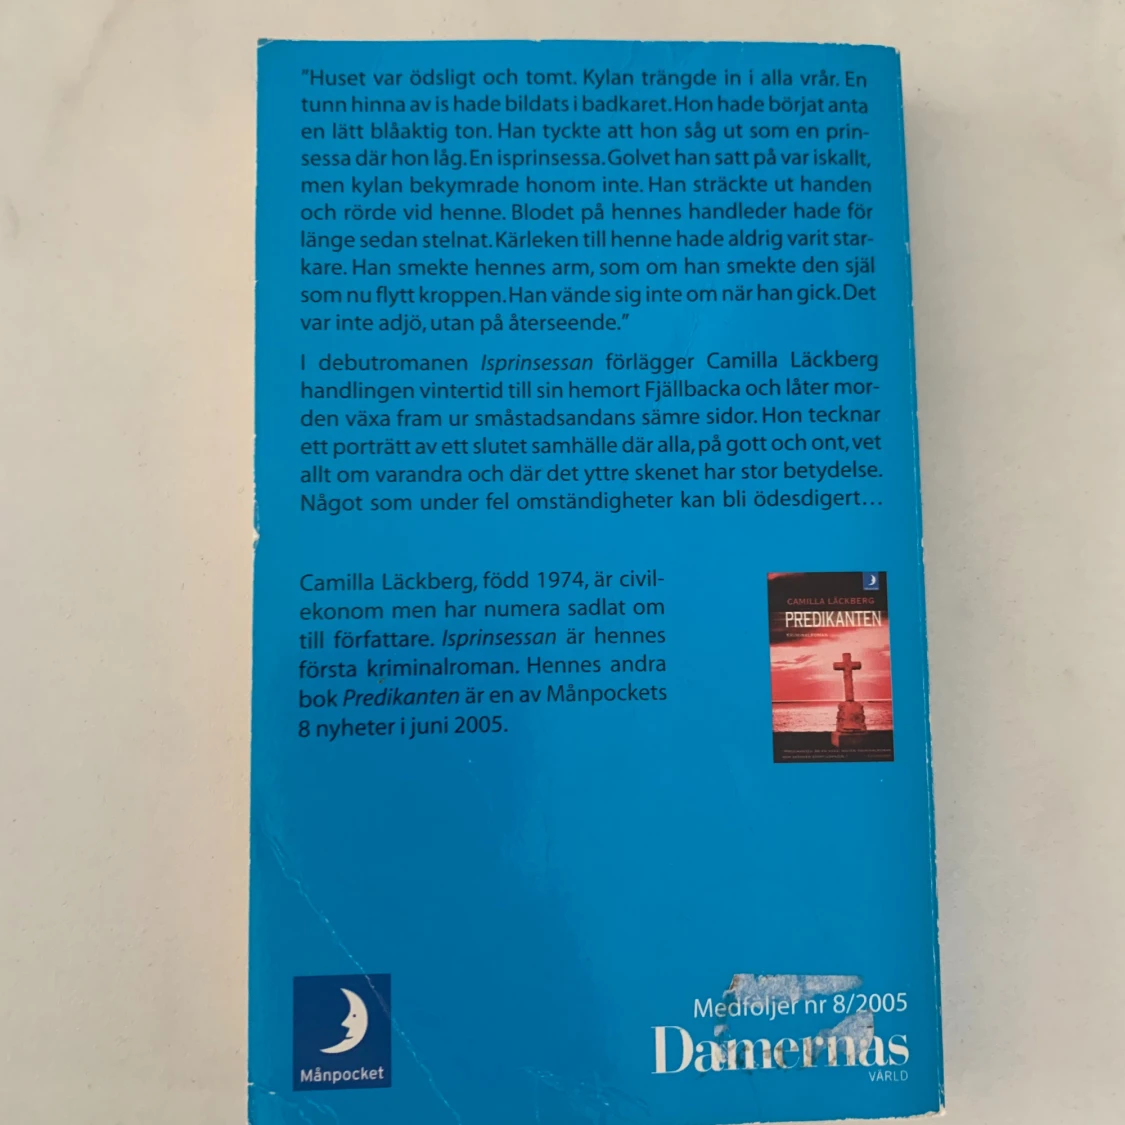 "Huset var ödsligt och tomt. Kylan trängde in i alla vrår. En
tunn hinna av is hade bildats i badkaret. Hon hade börjat anta
en lätt blåaktig ton. Han tyckte att hon såg ut som en prin-
sessa där hon låg. En isprinsessa. Golvet han satt på var iskallt,
men kylan bekymrade honom inte. Han sträckte ut handen
och rörde vid henne. Blodet på hennes handleder hade för
länge sedan stelnat. Kärleken till henne hade aldrig varit star-
kare. Han smekte hennes arm, som om han smekte den själ
som nu flytt kroppen. Han vände sig inte om när han gick. Det
var inte adjö, utan på återseende."
I debutromanen Isprinsessan förlägger Camilla Läckberg
handlingen vintertid till sin hemort Fjällbacka och låter mor-
den växa fram ur småstadsandans sämre sidor. Hon tecknar
ett porträtt av ett slutet samhälle där alla, på gott och ont, vet
allt om varandra och där det yttre skenet har stor betydelse.
Något som under fel omständigheter kan bli ödesdigert...
Camilla Läckberg, född 1974, är civil-
ekonom men har numera sadlat om
till författare. Isprinsessan är hennes
första kriminalroman. Hennes andra
bok Predikanten är en av Månpockets
8 nyheter i juni 2005.
CAMILLA LÄCKBERG
PREDIKANTEN
Månpocket
Medföljer nr 8/2005
Damernas
VÄRLD